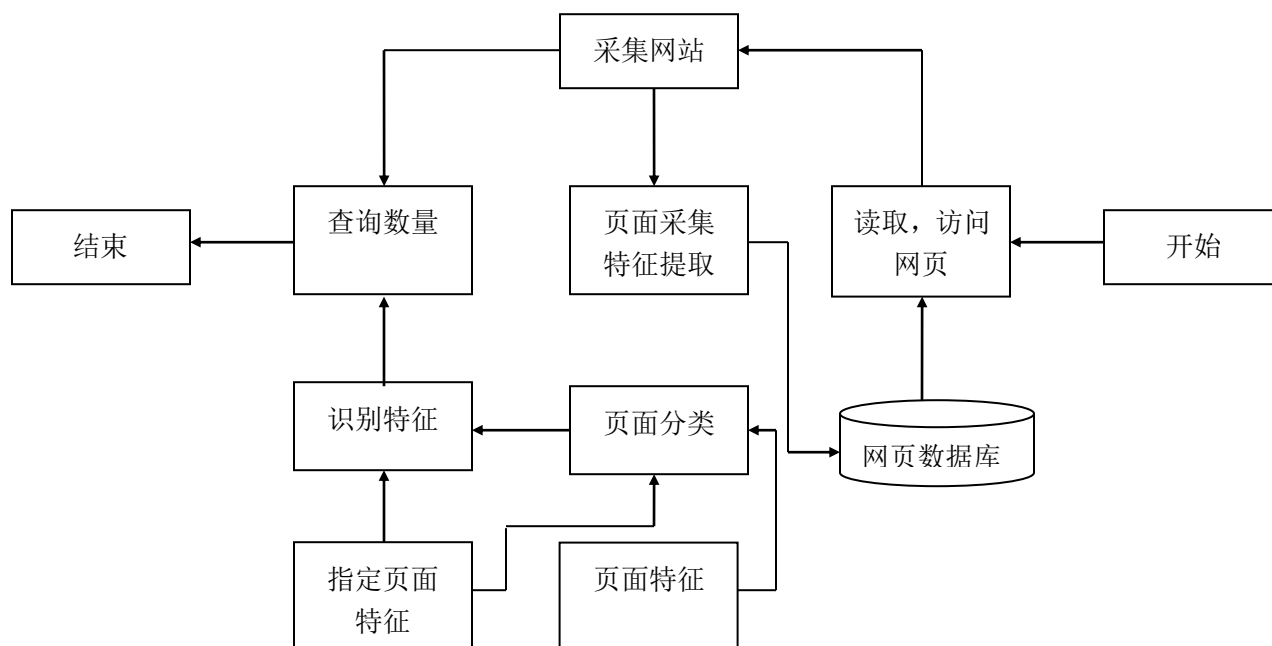 采集网站
结束
查询数量
页面采集
特征提取
读取，访问
网页
开始
识别特征
页面分类
网页数据库
指定页面
特征
页面特征